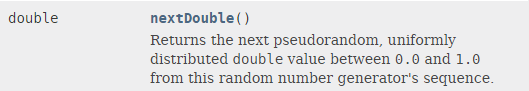 double nextDouble()
Returns the next pseudorandom, uniformly
distributed double value between 0.0 and 1.0
from this random number generator's sequence.